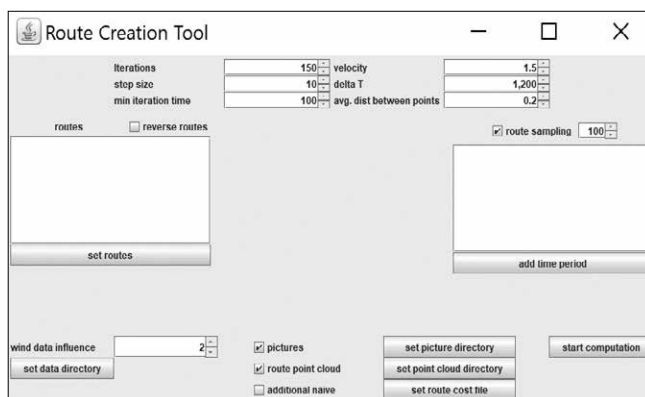 Route Creation Tool
Iterations 150 velocity 1.5
step size 10 delta T 1,200
min iteration time 100 avg. dist between points 0.2
routes reverse routes
route sampling 100
set routes
add time period
wind data influence 2 pictures set picture directory start computation
set data directory route point cloud set point cloud directory
additional naive set route cost file